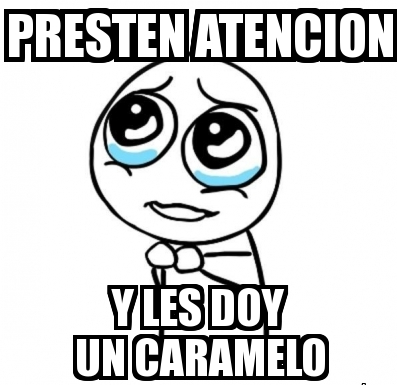 PRESTEN ATENCION
Y LES DOY
UN CARAMELO